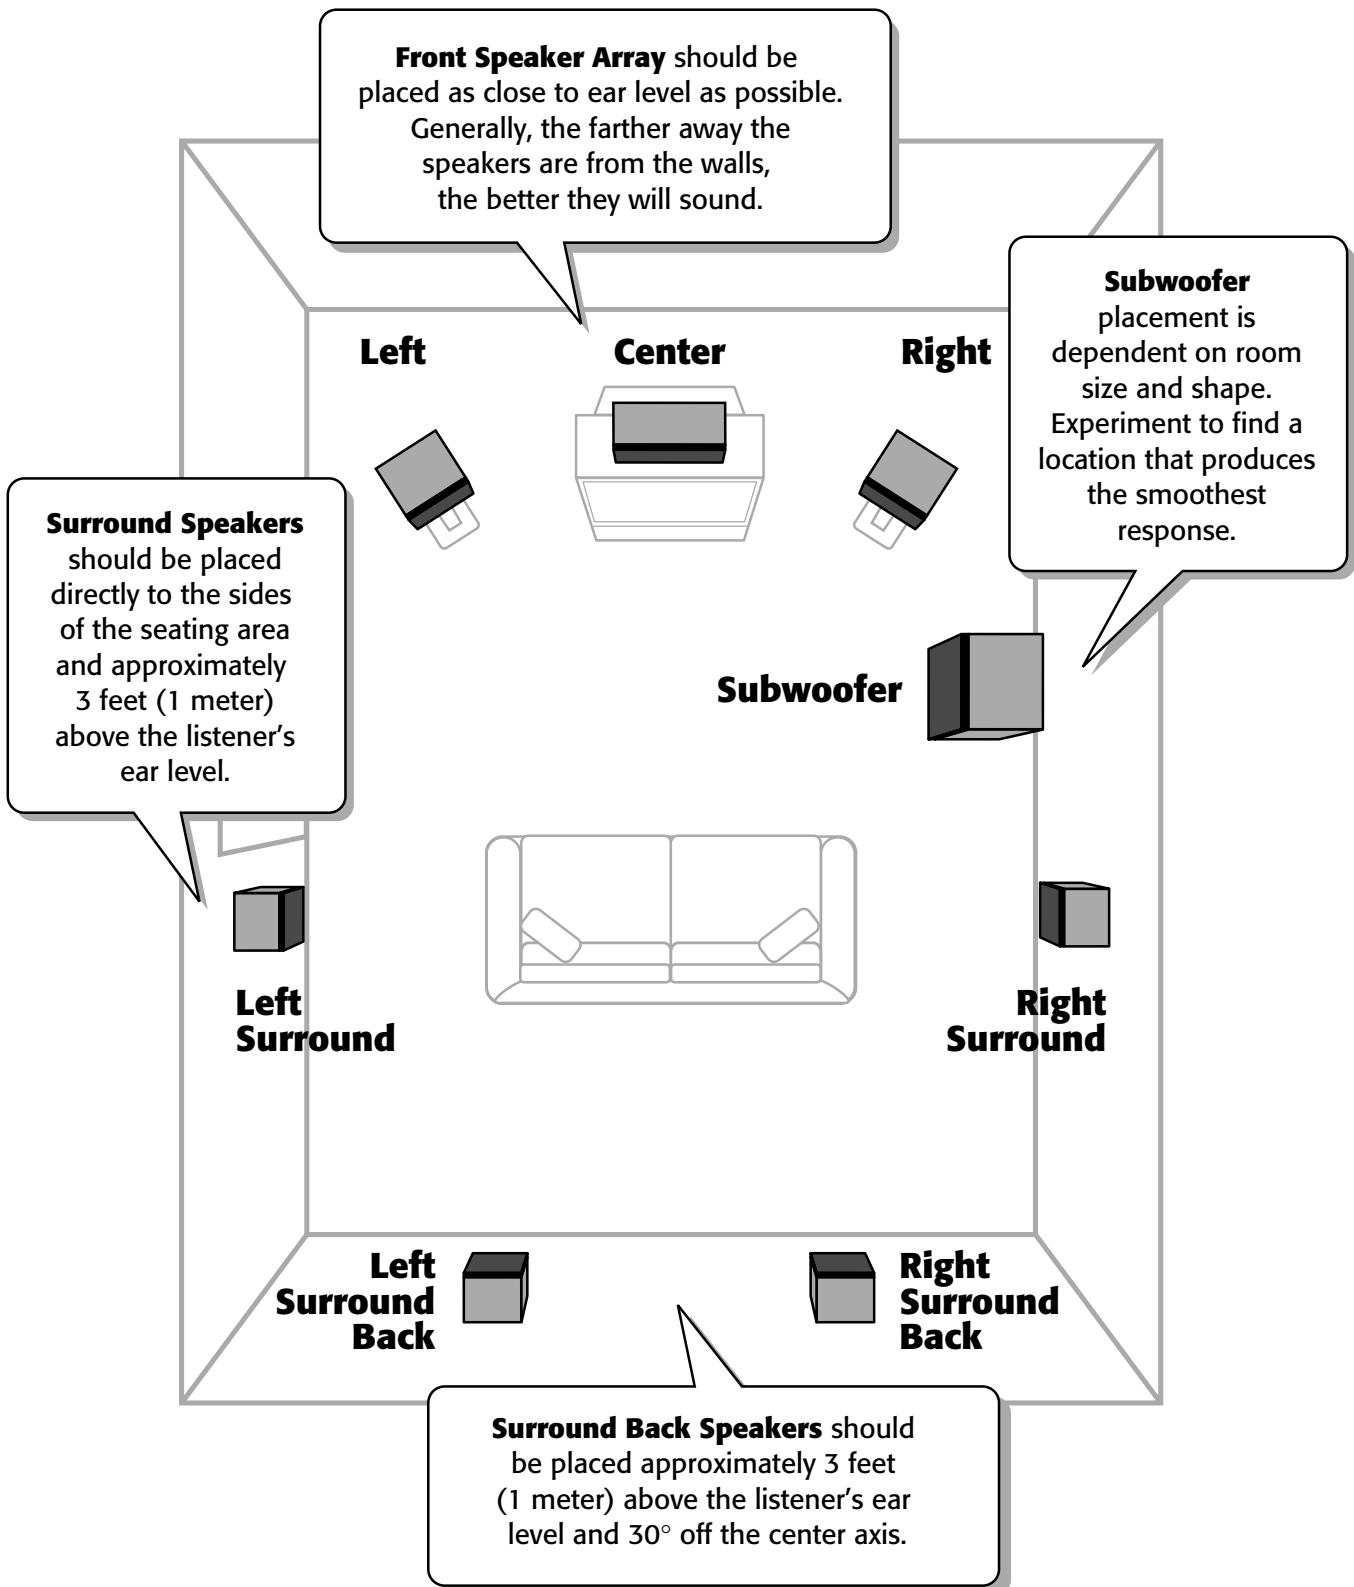 Front Speaker Array should be
placed as close to ear level as possible.
Generally, the farther away the
speakers are from the walls,
the better they will sound.
Left
Center
Right
Subwoofer
placement is
dependent on room
size and shape.
Experiment to find a
location that produces
the smoothest
response.
Surround Speakers
should be placed
directly to the sides
of the seating area
and approximately
3 feet (1 meter)
above the listener's
ear level.
Subwoofer
Left
Surround
Right
Surround
Left
Surround
Back
Right
Surround
Back
Surround Back Speakers should
be placed approximately 3 feet
(1 meter) above the listener's ear
level and 30° off the center axis.